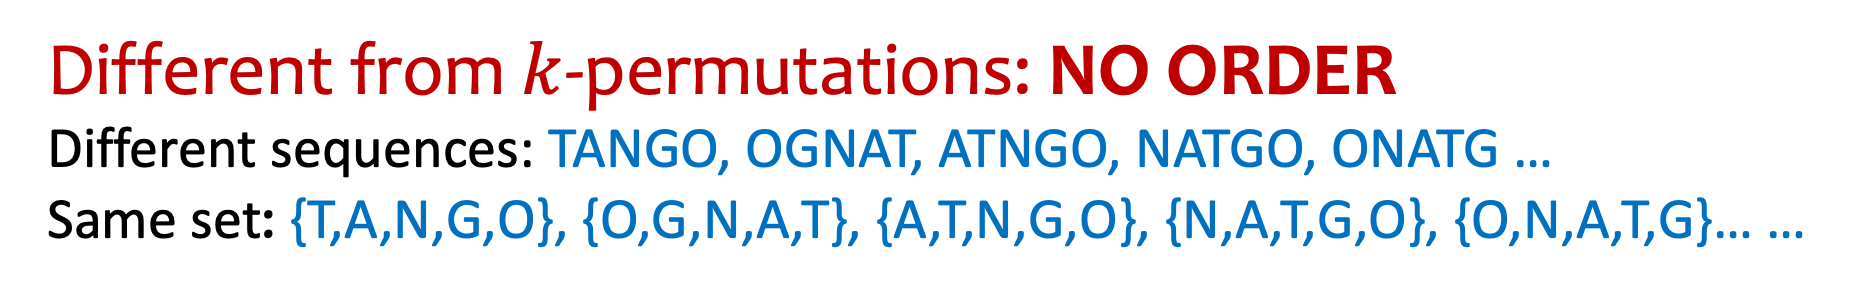 Different from k-permutations: NO ORDER
Different sequences: TANGO, OGNAT, ATNGO, NATGO, ONATG ...
Same set: {T,A,N,G,O}, {O,G,N,A,T}, {A,T,N,G,O}, {N,A,T,G,O}, {O,N,A,T,G}... ...